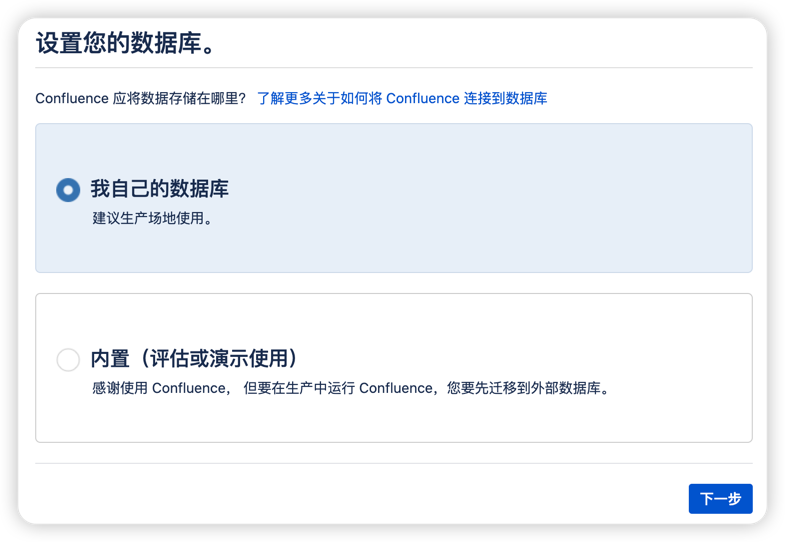 设置您的数据库。
Confluence 应将数据存储在哪里? 了解更多关于如何将 Confluence 连接到数据库
我自己的数据库
建议生产场地使用。
内置（评估或演示使用）
感谢使用 Confluence， 但要在生产中运行 Confluence，您要先迁移到外部数据库。
下一步